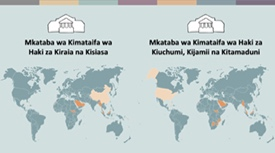 Mkataba wa Kimataifa wa
Haki za Kiraia na Kisiasa
Mkataba wa Kimataifa wa Haki za
Kiuchumi, Kijamii na Kitamaduni